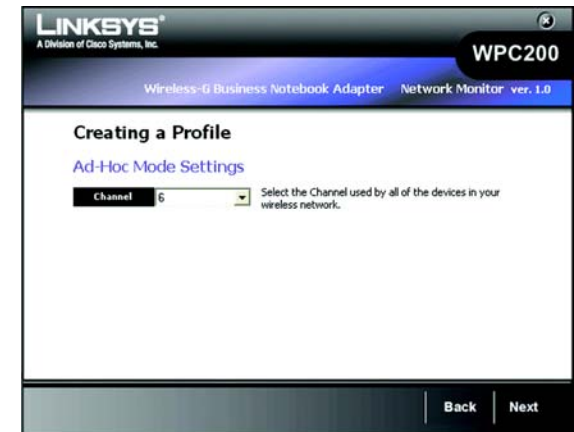 LINKSYS®
A Division of Cisco Systems, Inc.
WPC200
Wireless-G Business Notebook Adapter Network Monitor ver. 1.0
Creating a Profile
Ad-Hoc Mode Settings
Channel 6 Select the Channel used by all of the devices in your
wireless network.
Back Next